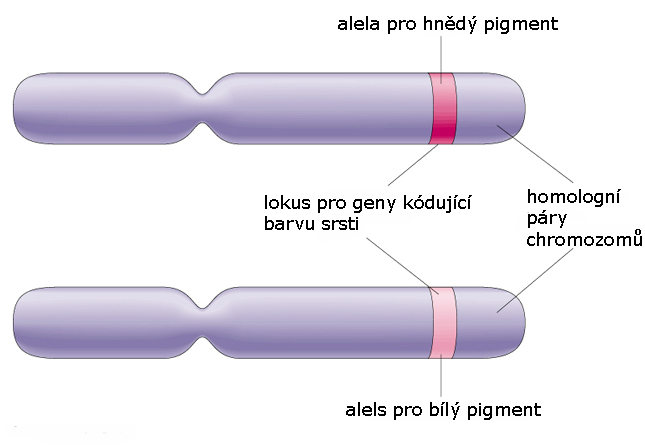 alela pro hnědý pigment
lokus pro geny kódující
barvu srsti
homologní
páry
chromozomů
alels pro bílý pigment